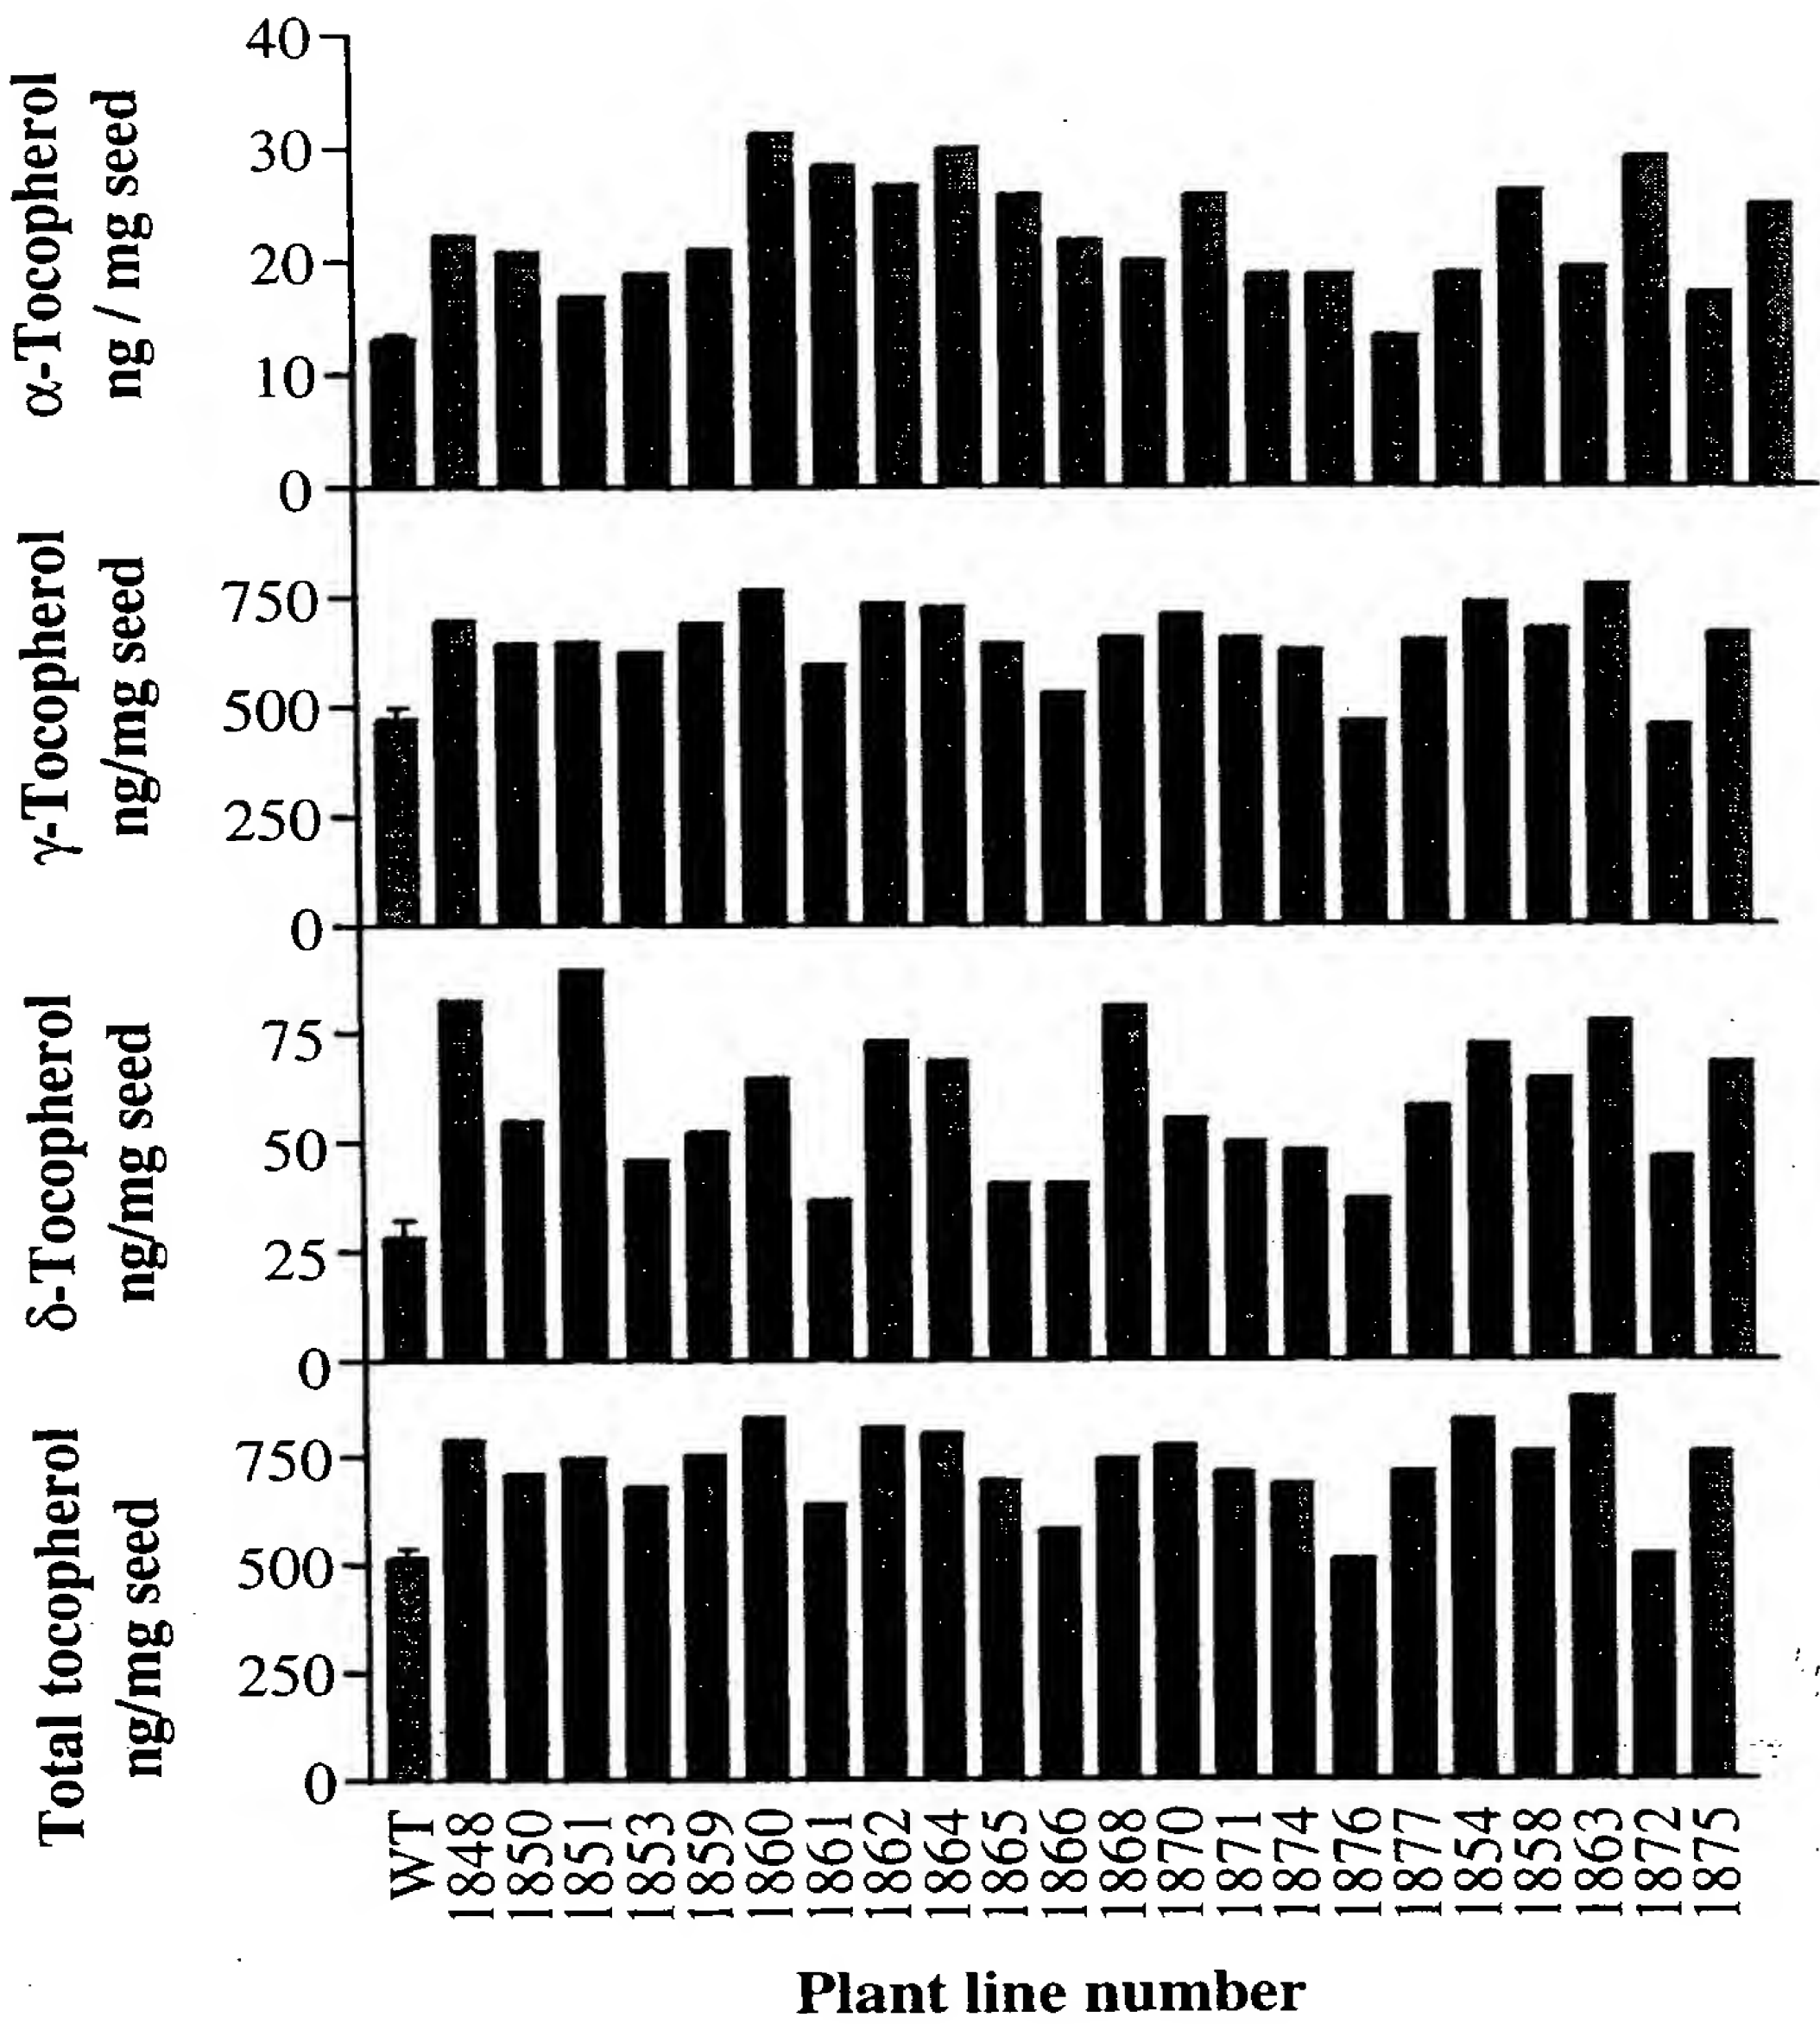 α-Tocopherol
ng / mg seed
40
30
20
10
0
γ-Tocopherol
ng/mg seed
750
500
250
0
δ-Tocopherol
ng/mg seed
75
50
25
0
Total tocopherol
ng/mg seed
750
500
250
0
WT 1848 1850 1851 1853 1859 1860 1861 1862 1864 1865 1866 1868 1870 1871 1874 1876 1877 1854 1858 1863 1872 1875
Plant line number